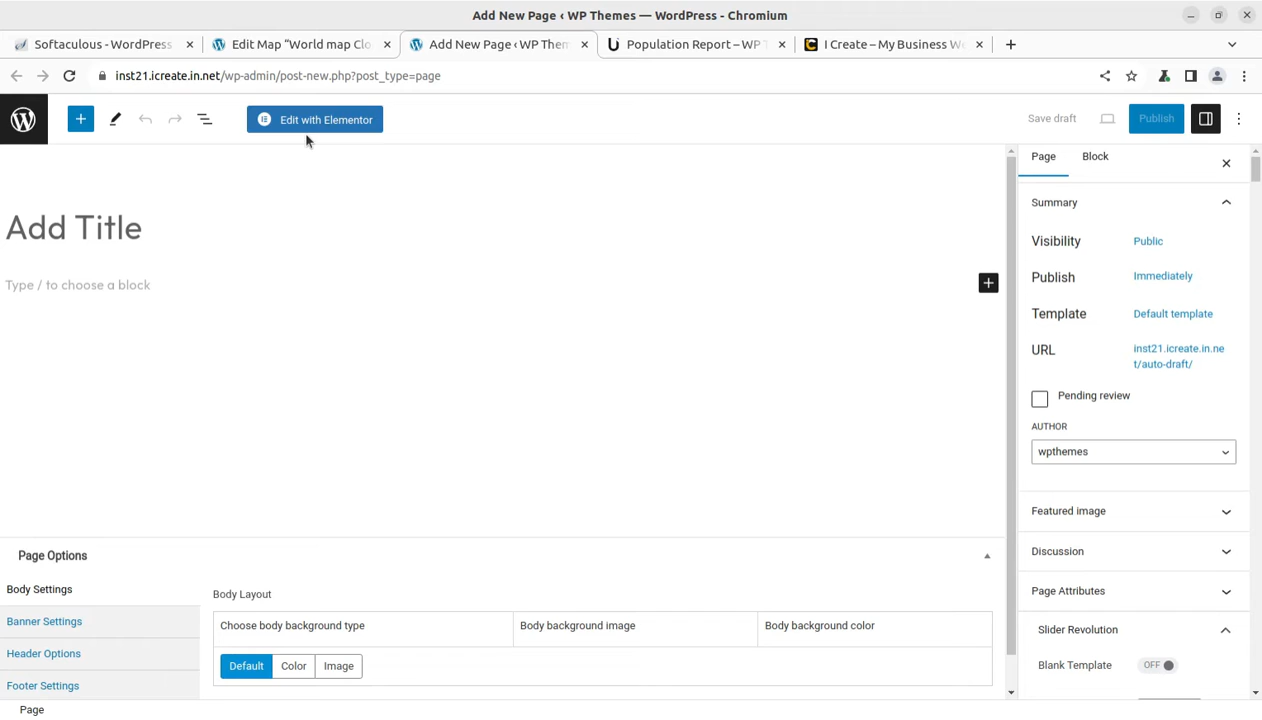 Add New Page ‹ WP Themes — WordPress - Chromium
Softaculous - WordPress
Edit Map “World map Clo
Add New Page ‹ WP Them
Population Report – WP T
I Create – My Business W
inst21.icreate.in.net/wp-admin/post-new.php?post_type=page
Edit with Elementor
Save draft
Publish
Add Title
Type / to choose a block
Page Block
Summary
Visibility Public
Publish Immediately
Template Default template
URL inst21.icreate.in.ne
t/auto-draft/
Pending review
AUTHOR
wpthemes
Featured image
Discussion
Page Attributes
Slider Revolution
Blank Template OFF
Page Options
Body Settings
Banner Settings
Header Options
Footer Settings
Body Layout
Choose body background type Body background image Body background color
Default Color Image
Page